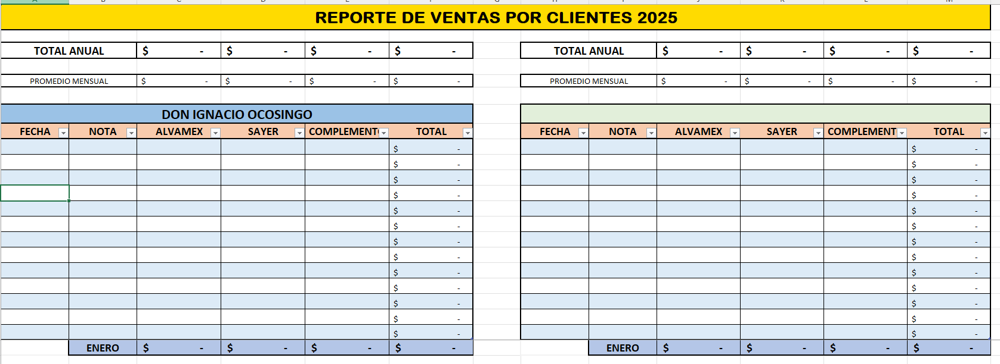 REPORTE DE VENTAS POR CLIENTES 2025
TOTAL ANUAL $ - $ - $ - $ - TOTAL ANUAL $ - $ - $ - $ -
PROMEDIO MENSUAL $ - $ - $ - $ - PROMEDIO MENSUAL $ - $ - $ - $ -
DON IGNACIO OCOSINGO
FECHA NOTA ALVAMEX SAYER COMPLEMENT TOTAL FECHA NOTA ALVAMEX SAYER COMPLEMENT TOTAL
$ - $ -
$ - $ -
$ - $ -
$ - $ -
$ - $ -
$ - $ -
$ - $ -
$ - $ -
$ - $ -
$ - $ -
$ - $ -
$ - $ -
$ - $ -
ENERO $ - $ - $ - $ - ENERO $ - $ - $ - $ -